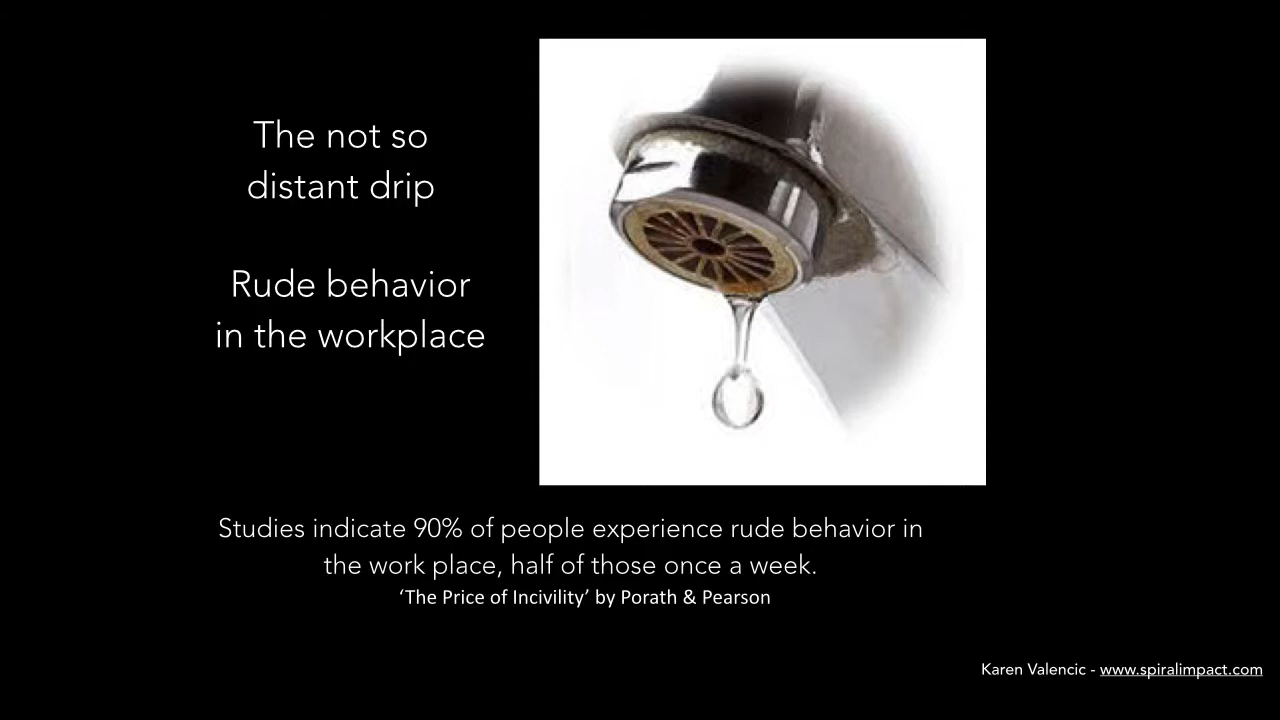 The not so
distant drip
Rude behavior
in the workplace
Studies indicate 90% of people experience rude behavior in
the work place, half of those once a week.
‘The Price of Incivility’ by Porath & Pearson
Karen Valencic - www.spiralimpact.com